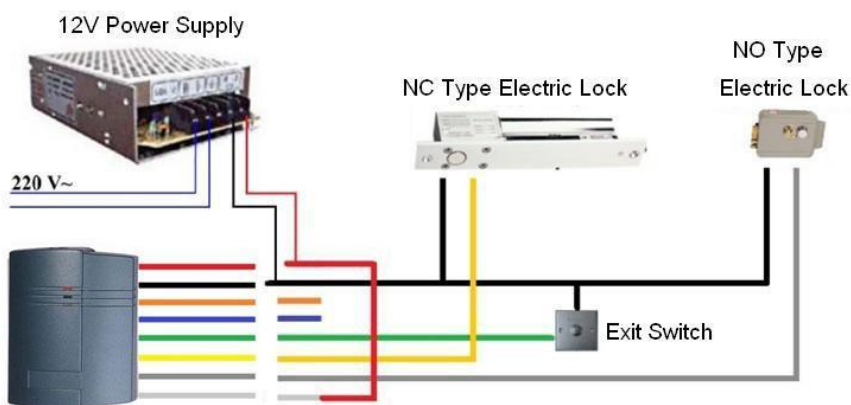 12V Power Supply
NO Type
Electric Lock
NC Type Electric Lock
220 V~
Exit Switch